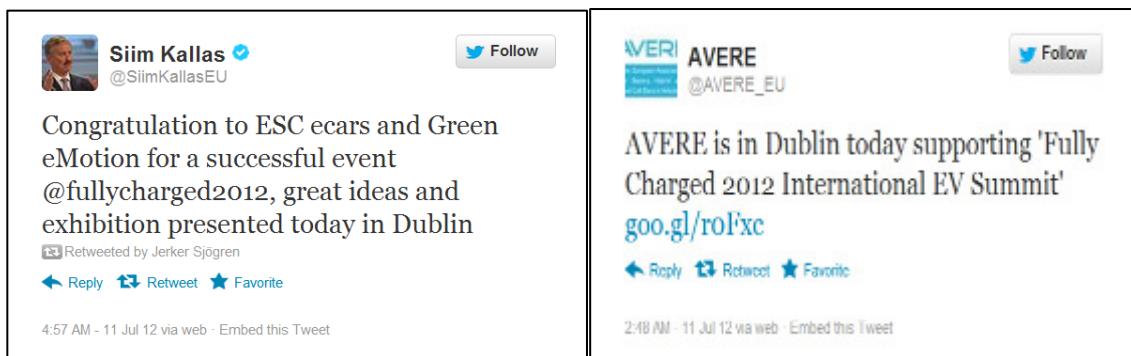 Siim Kallas
@SiimKallasEU
Follow
Congratulation to ESC ecars and Green
eMotion for a successful event
@fullycharged2012, great ideas and
exhibition presented today in Dublin
Retweeted by Jerker Sjögren
Reply Retweet Favorite
4:57 AM - 11 Jul 12 via web · Embed this Tweet
AVERE
AVERE
@AVERE_EU
Follow
AVERE is in Dublin today supporting 'Fully
Charged 2012 International EV Summit'
goo.gl/r0Fxc
Reply Retweet Favorite
2:48 AM - 11 Jul 12 via web · Embed this Tweet